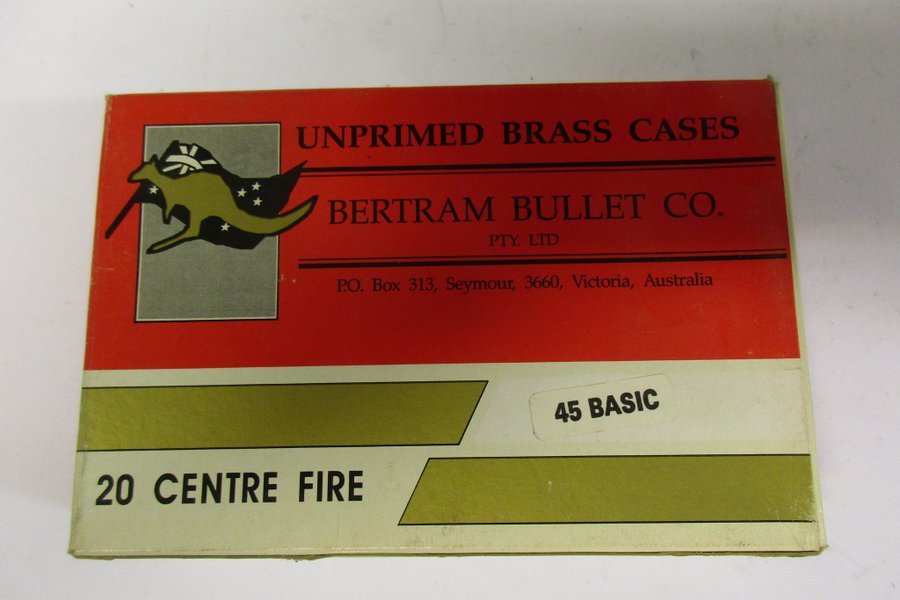 UNPRIMED BRASS CASES
BERTRAM BULLET CO.
PTY. LTD
P.O. Box 313, Seymour, 3660, Victoria, Australia
45 BASIC
20 CENTRE FIRE